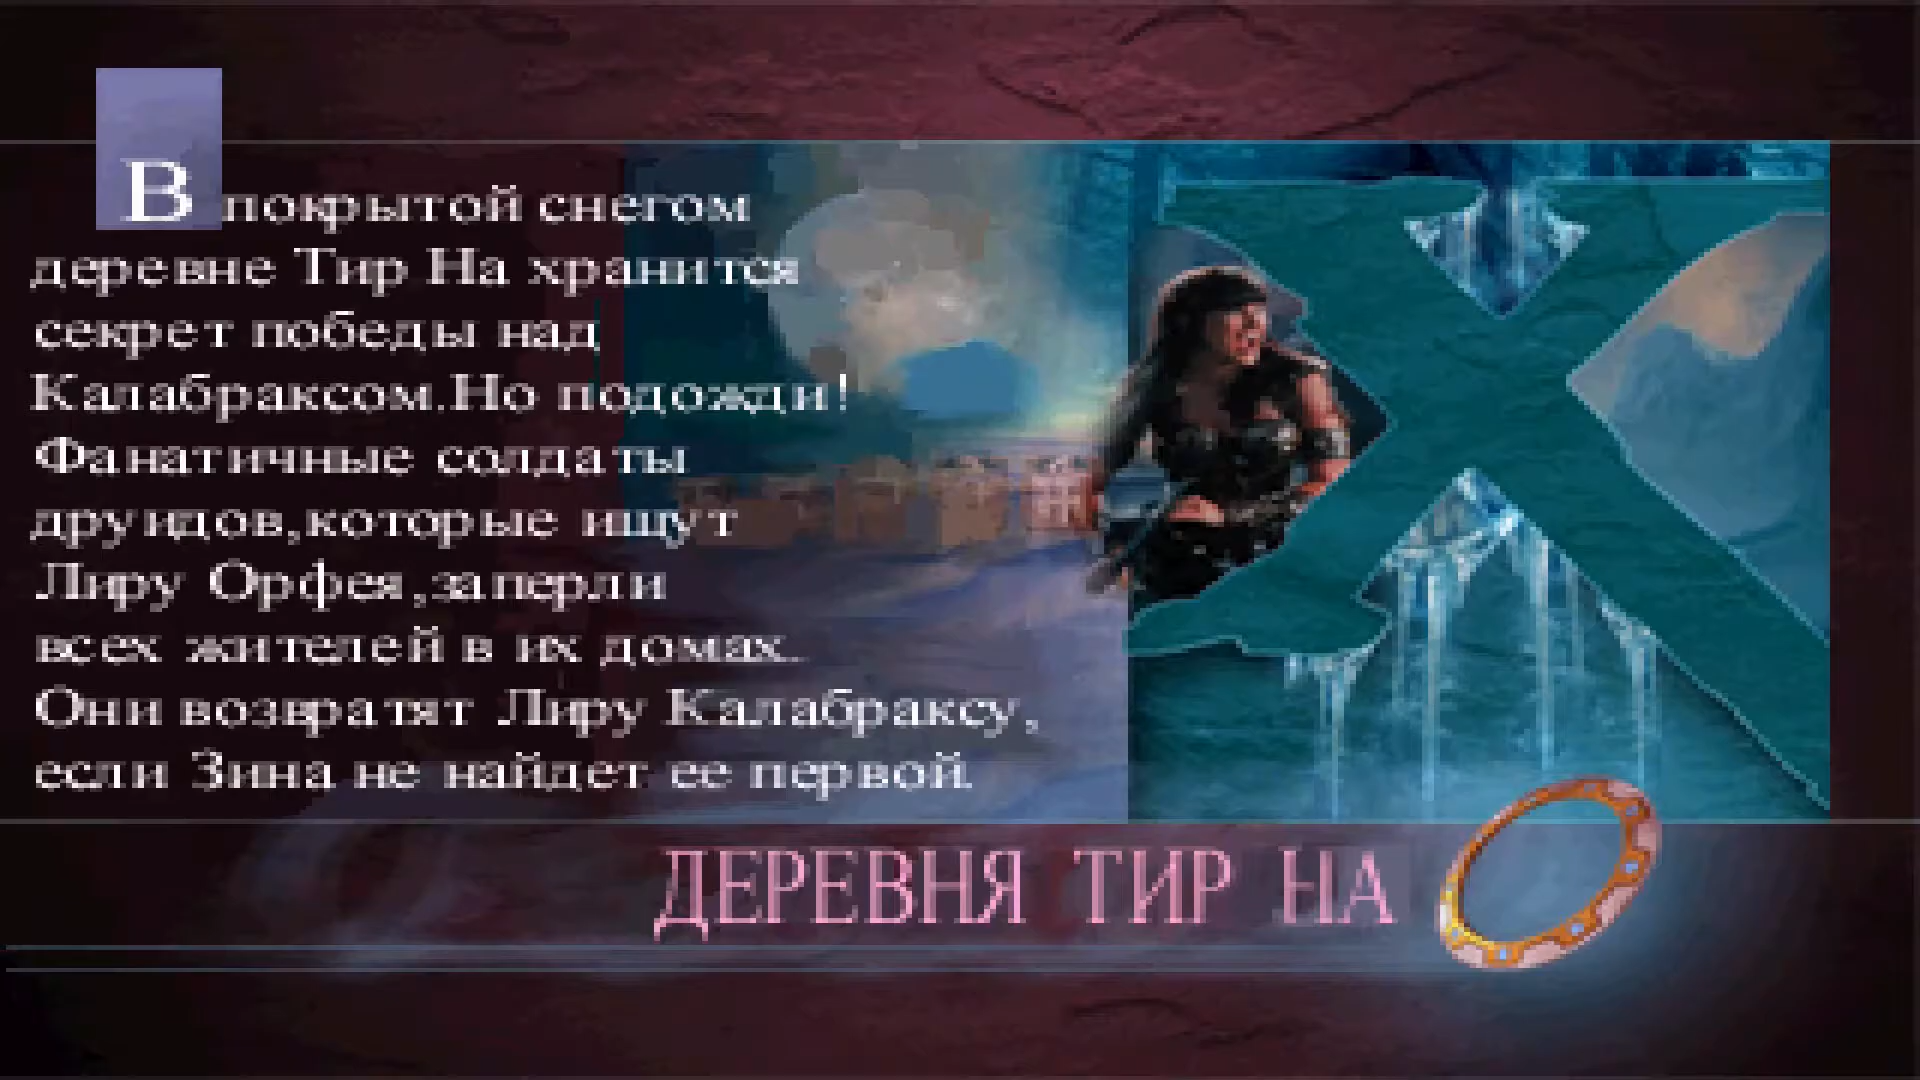 В покрытой снегом
деревне Тир На хранится
секрет победы над
Калабраксом.Но подожди!
Фанатичные солдаты
друидов,которые ищут
Лиру Орфея,заперли
всех жителей в их домах.
Они возвратят Лиру Калабраксу,
если Зина не найдет ее первой.
ДЕРЕВНЯ ТИР НА